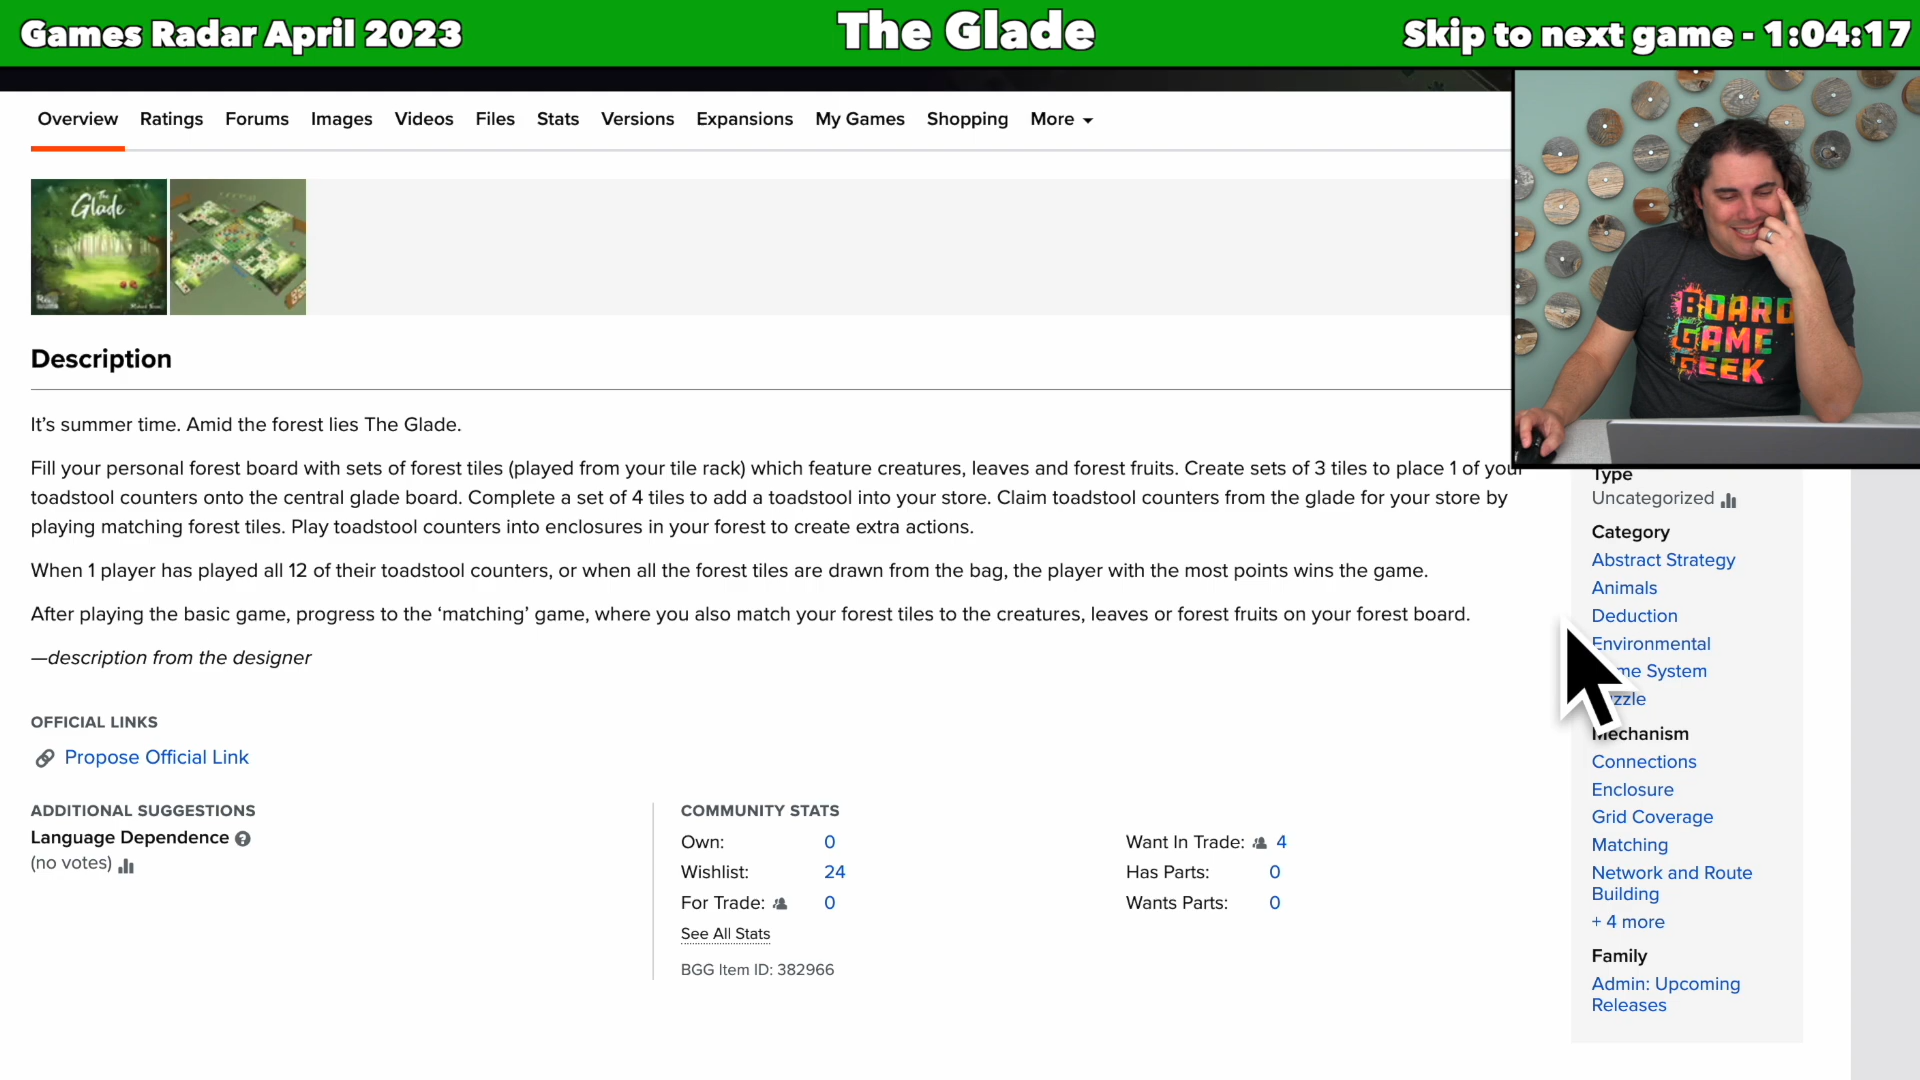 Games Radar April 2023
The Glade
Skip to next game - 1:04:17
Overview Ratings Forums Images Videos Files Stats Versions Expansions My Games Shopping More
The
Glade
BOARD
GAME
GEEK
Description
It’s summer time. Amid the forest lies The Glade.
Fill your personal forest board with sets of forest tiles (played from your tile rack) which feature creatures, leaves and forest fruits. Create sets of 3 tiles to place 1 of your
toadstool counters onto the central glade board. Complete a set of 4 tiles to add a toadstool into your store. Claim toadstool counters from the glade for your store by
playing matching forest tiles. Play toadstool counters into enclosures in your forest to create extra actions.
When 1 player has played all 12 of their toadstool counters, or when all the forest tiles are drawn from the bag, the player with the most points wins the game.
After playing the basic game, progress to the ‘matching’ game, where you also match your forest tiles to the creatures, leaves or forest fruits on your forest board.
—description from the designer
OFFICIAL LINKS
Propose Official Link
ADDITIONAL SUGGESTIONS
Language Dependence
(no votes)
COMMUNITY STATS
Own: 0
Wishlist: 24
For Trade: 0
See All Stats
BGG Item ID: 382966
Want In Trade: 4
Has Parts: 0
Wants Parts: 0
Type
Uncategorized
Category
Abstract Strategy
Animals
Deduction
Environmental
me System
zzle
Mechanism
Connections
Enclosure
Grid Coverage
Matching
Network and Route
Building
+ 4 more
Family
Admin: Upcoming
Releases